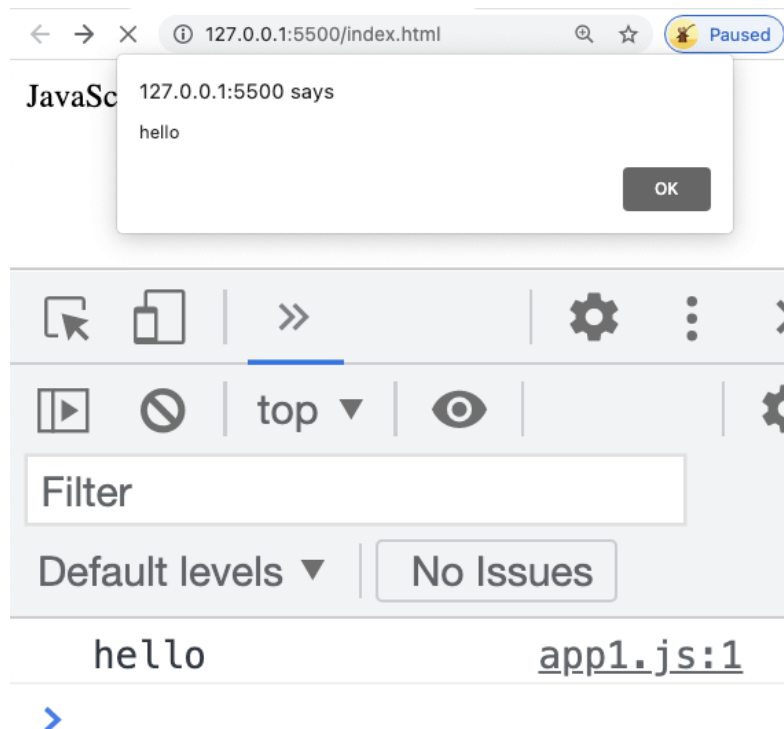 127.0.0.1:5500/index.html Paused
JavaSc
127.0.0.1:5500 says
hello
OK
top
Filter
Default levels No Issues
hello app1.js:1